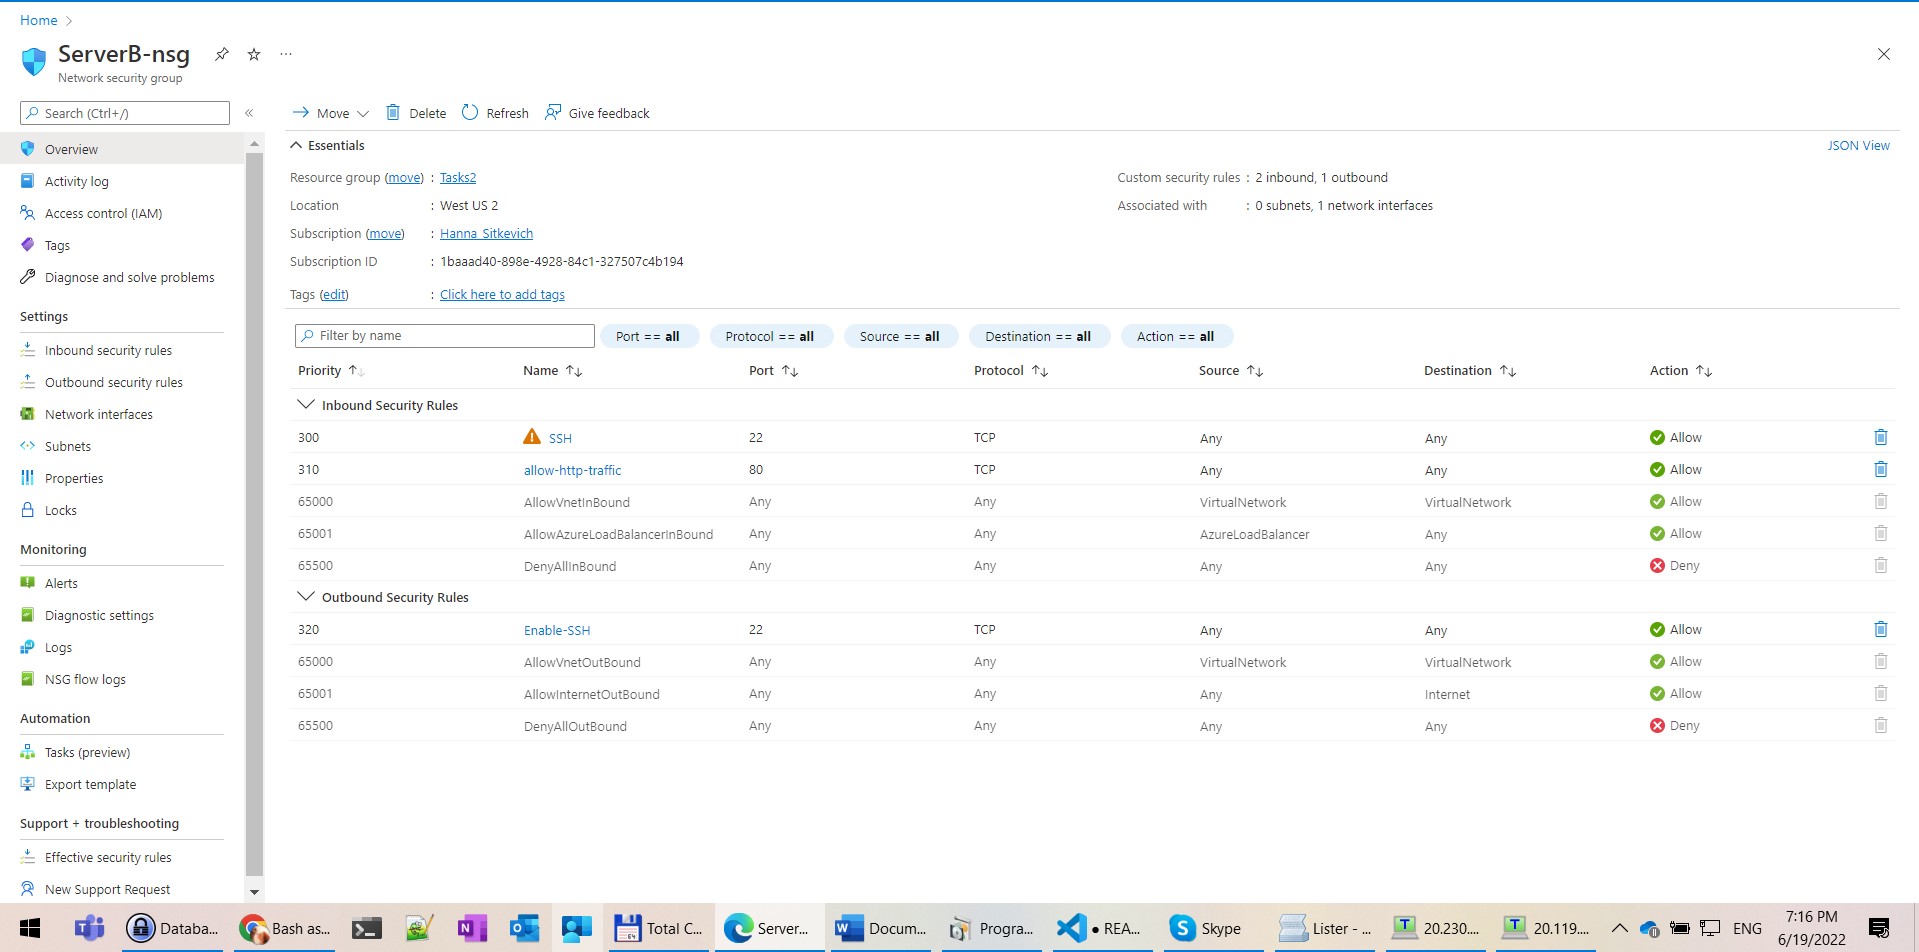 Home
ServerB-nsg ...
Network security group
Search (Ctrl+/) «
Move Delete Refresh Give feedback
Overview
Activity log
Access control (IAM)
Tags
Diagnose and solve problems
Settings
Inbound security rules
Outbound security rules
Network interfaces
Subnets
Properties
Locks
Monitoring
Alerts
Diagnostic settings
Logs
NSG flow logs
Automation
Tasks (preview)
Export template
Support + troubleshooting
Effective security rules
New Support Request
Essentials JSON View
Resource group (move) : Tasks2
Location : West US 2
Subscription (move) : Hanna Sitkevich
Subscription ID : 1baaad40-898e-4928-84c1-327507c4b194
Tags (edit) : Click here to add tags
Custom security rules : 2 inbound, 1 outbound
Associated with : 0 subnets, 1 network interfaces
Filter by name Port == all Protocol == all Source == all Destination == all Action == all
Priority Name Port Protocol Source Destination Action
Inbound Security Rules
300 SSH 22 TCP Any Any Allow
310 allow-http-traffic 80 TCP Any Any Allow
65000 AllowVnetInBound Any Any VirtualNetwork VirtualNetwork Allow
65001 AllowAzureLoadBalancerInBound Any Any AzureLoadBalancer Any Allow
65500 DenyAllInBound Any Any Any Any Deny
Outbound Security Rules
320 Enable-SSH 22 TCP Any Any Allow
65000 AllowVnetOutBound Any Any VirtualNetwork VirtualNetwork Allow
65001 AllowInternetOutBound Any Any Any Internet Allow
65500 DenyAllOutBound Any Any Any Any Deny
Databa... Bash as... Total C... Server... Docum... Progra... ● REA... Skype Lister - ... 20.230.... 20.119.... ENG 7:16 PM
6/19/2022